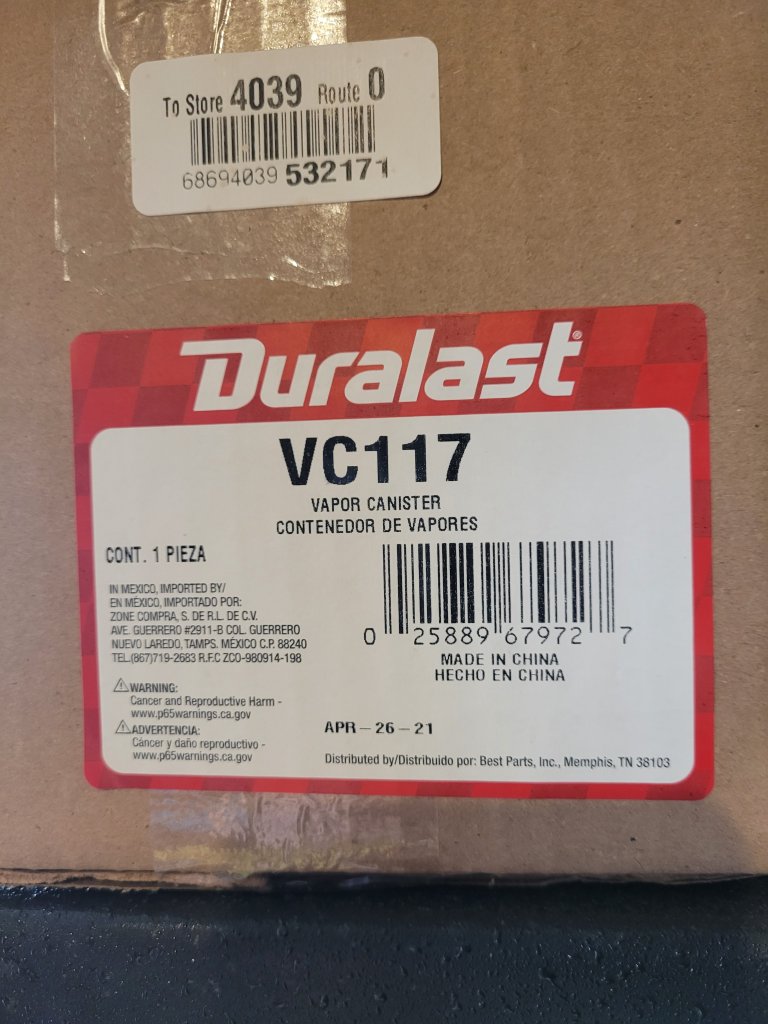 To Store 4039 Route 0
68694039 532171
Duralast®
VC117
VAPOR CANISTER
CONTENEDOR DE VAPORES
CONT. 1 PIEZA
IN MEXICO, IMPORTED BY/
EN MÉXICO, IMPORTADO POR:
ZONE COMPRA, S. DE R.L. DE C.V.
AVE. GUERRERO #2911-B COL. GUERRERO
NUEVO LAREDO, TAMPS. MÉXICO C.P. 88240
TEL.(867)719-2683 R.F.C ZCO-980914-198
0 25889 67972 7
MADE IN CHINA
HECHO EN CHINA
⚠WARNING:
Cancer and Reproductive Harm -
www.p65warnings.ca.gov
⚠ADVERTENCIA:
Cáncer y daño reproductivo -
www.p65warnings.ca.gov
APR-26-21
Distributed by/Distribuido por: Best Parts, Inc., Memphis, TN 38103